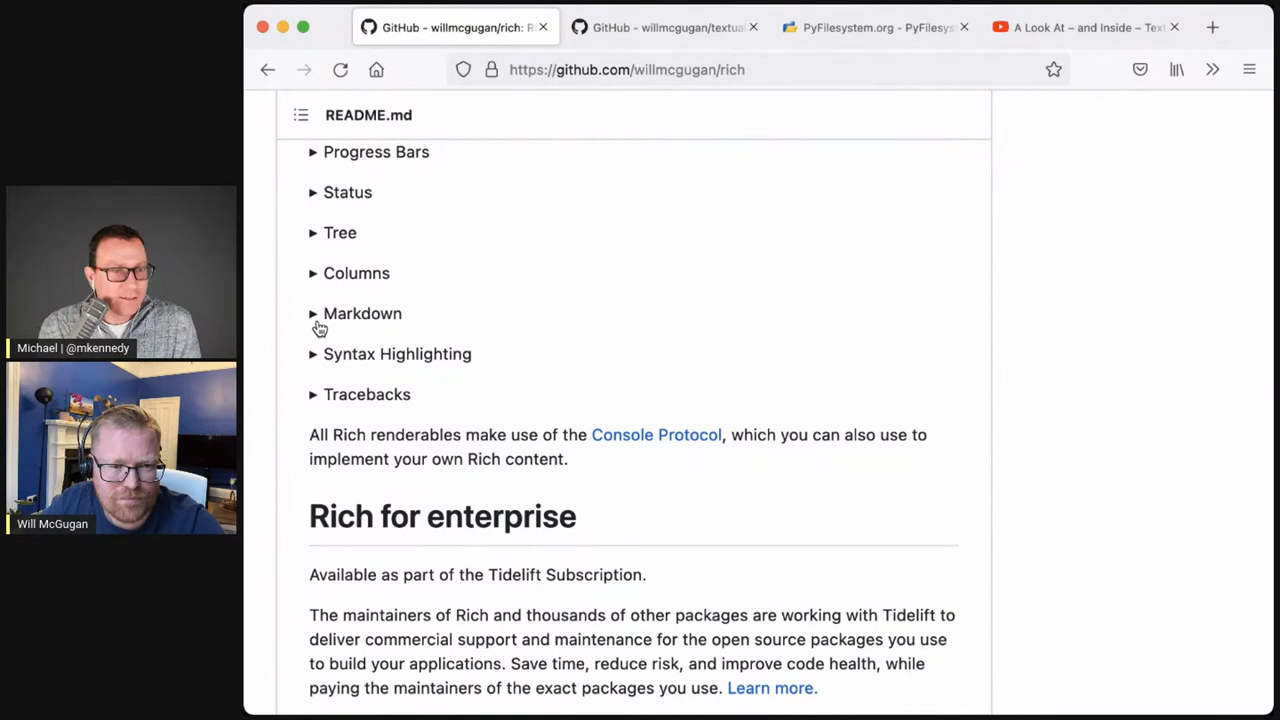 GitHub - willmcgugan/rich: R
GitHub - willmcgugan/textua
PyFilesystem.org - PyFilesys
A Look At – and Inside – Tex
https://github.com/willmcgugan/rich
README.md
Progress Bars
Status
Tree
Columns
Markdown
Syntax Highlighting
Tracebacks
All Rich renderables make use of the Console Protocol, which you can also use to
implement your own Rich content.
Rich for enterprise
Available as part of the Tidelift Subscription.
The maintainers of Rich and thousands of other packages are working with Tidelift to
deliver commercial support and maintenance for the open source packages you use
to build your applications. Save time, reduce risk, and improve code health, while
paying the maintainers of the exact packages you use. Learn more.
Michael | @mkennedy
Will McGugan